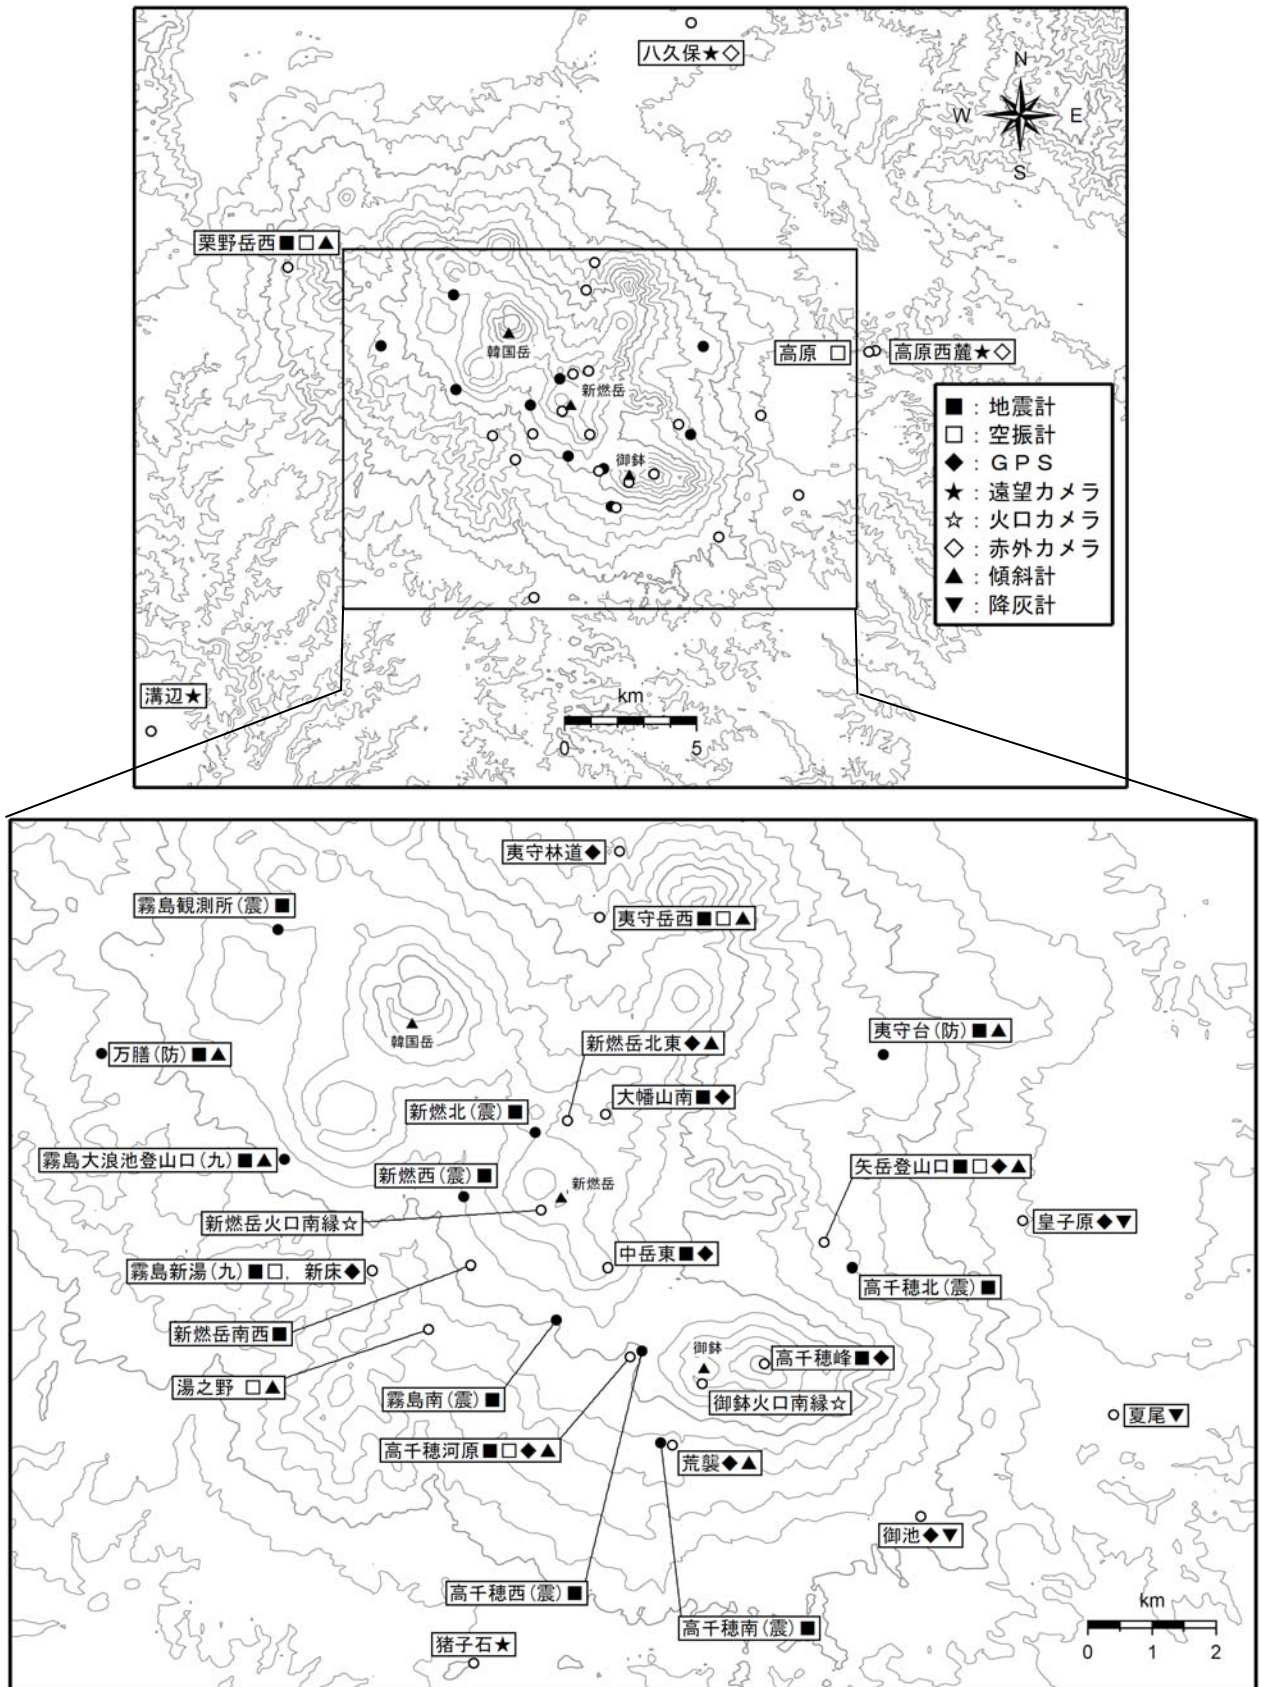 八久保★◇
N
W
E
S
栗野岳西■□▲
韓国岳
高原 □
高原西麓★◇
新燃岳
御鉢
■：地震計
□：空振計
◆：ＧＰＳ
★：遠望カメラ
☆：火口カメラ
◇：赤外カメラ
▲：傾斜計
▼：降灰計
溝辺★
km
0
5
夷守林道◆
霧島観測所(震)■
夷守岳西■□▲
韓国岳
夷守台(防)■▲
新燃岳北東◆▲
万膳(防)■▲
大幡山南■◆
新燃北(震)■
霧島大浪池登山口(九)■▲
矢岳登山口■□◆▲
新燃西(震)■
新燃岳
新燃岳火口南縁☆
皇子原◆▼
中岳東■◆
霧島新湯(九)■□，新床◆
高千穂北(震)■
新燃岳南西■
御鉢
高千穂峰■◆
湯之野 □▲
霧島南(震)■
御鉢火口南縁☆
夏尾▼
高千穂河原■□◆▲
荒襲◆▲
御池◆▼
高千穂西(震)■
km
高千穂南(震)■
猪子石★
0
1
2